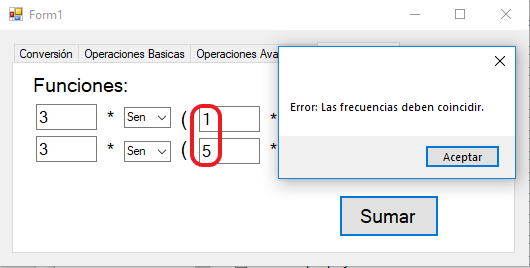 Form1
Conversión Operaciones Basicas Operaciones Ava
Funciones:
3 * Sen ( 1 *
3 * Sen ( 5 *
Error: Las frecuencias deben coincidir.
Aceptar
Sumar